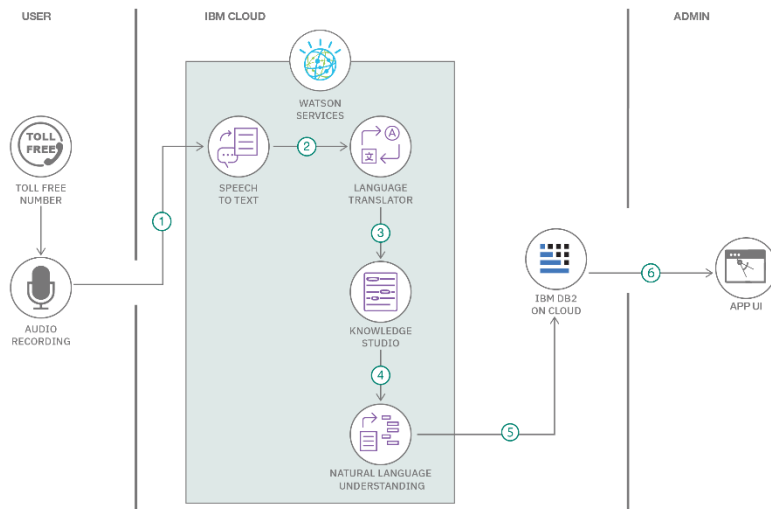 USER
IBM CLOUD
ADMIN
WATSON
SERVICES
TOLL
FREE
TOLL FREE
NUMBER
1
SPEECH
TO TEXT
2
A
文
LANGUAGE
TRANSLATOR
3
AUDIO
RECORDING
KNOWLEDGE
STUDIO
4
NATURAL LANGUAGE
UNDERSTANDING
5
IBM DB2
ON CLOUD
6
APP UI